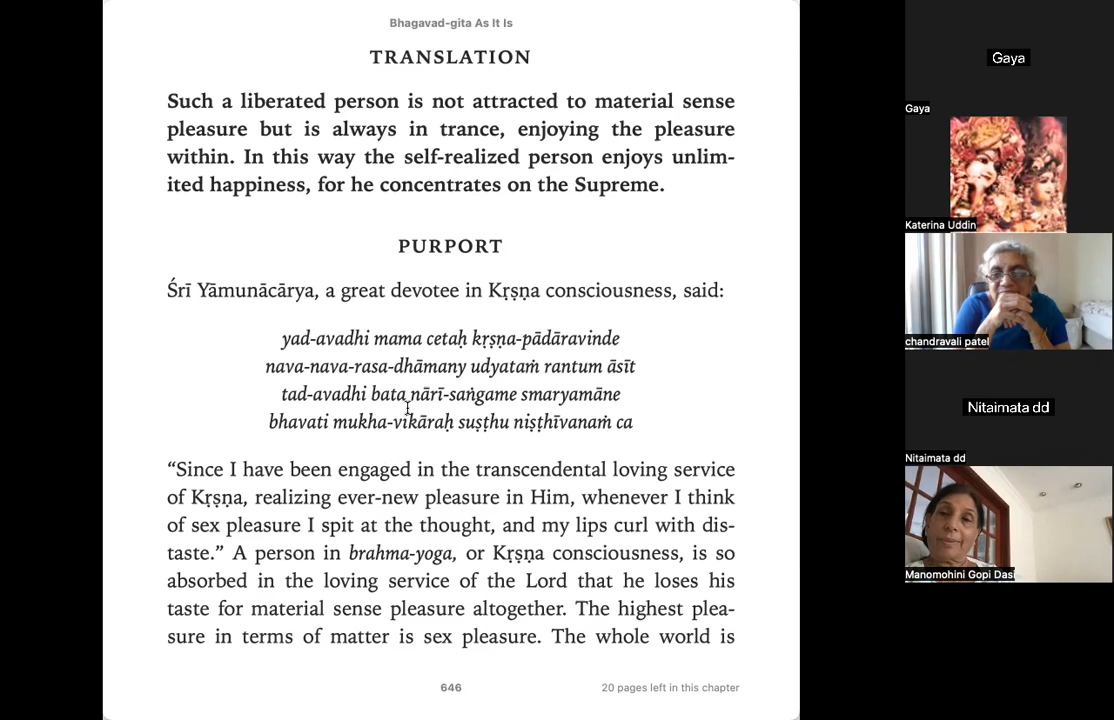 Bhagavad-gita As It Is
TRANSLATION
Such a liberated person is not attracted to material sense
pleasure but is always in trance, enjoying the pleasure
within. In this way the self-realized person enjoys unlim-
ited happiness, for he concentrates on the Supreme.
PURPORT
Śrī Yāmunācārya, a great devotee in Kṛṣṇa consciousness, said:
yad-avadhi mama cetaḥ kṛṣṇa-pādāravinde
nava-nava-rasa-dhāmany udyataṁ rantum āsīt
tad-avadhi bata nārī-saṅgame smaryamāne
bhavati mukha-vikāraḥ suṣṭhu niṣṭhīvanaṁ ca
“Since I have been engaged in the transcendental loving service
of Kṛṣṇa, realizing ever-new pleasure in Him, whenever I think
of sex pleasure I spit at the thought, and my lips curl with dis-
taste.” A person in brahma-yoga, or Kṛṣṇa consciousness, is so
absorbed in the loving service of the Lord that he loses his
taste for material sense pleasure altogether. The highest plea-
sure in terms of matter is sex pleasure. The whole world is
646
20 pages left in this chapter
Gaya
Gaya
Katerina Uddin
chandravali patel
Nitaimata dd
Nitaimata dd
Manomohini Gopi Dasi